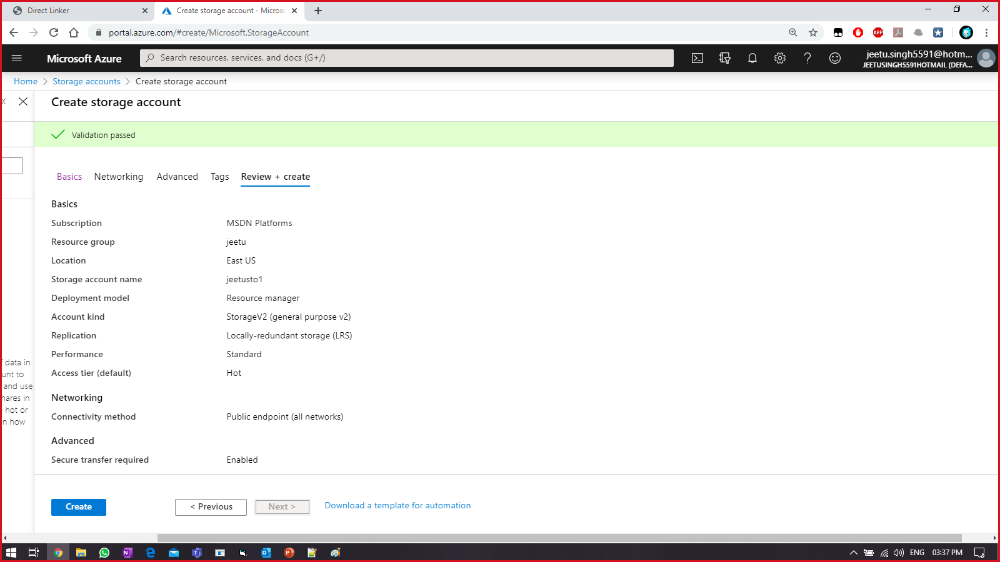 Direct Linker
Create storage account - Micros
portal.azure.com/#create/Microsoft.StorageAccount
ABP
Microsoft Azure
Search resources, services, and docs (G+/)
jeetu.singh5591@hotm...
JEETUSINGH5591HOTMAIL (DEFA...
Home > Storage accounts > Create storage account
Create storage account
Validation passed
Basics Networking Advanced Tags Review + create
Basics
Subscription MSDN Platforms
Resource group jeetu
Location East US
Storage account name jeetusto1
Deployment model Resource manager
Account kind StorageV2 (general purpose v2)
Replication Locally-redundant storage (LRS)
Performance Standard
Access tier (default) Hot
Networking
Connectivity method Public endpoint (all networks)
Advanced
Secure transfer required Enabled
f data in
unt to
and use
hares in
hot or
n how
Create < Previous Next > Download a template for automation
ENG 03:37 PM